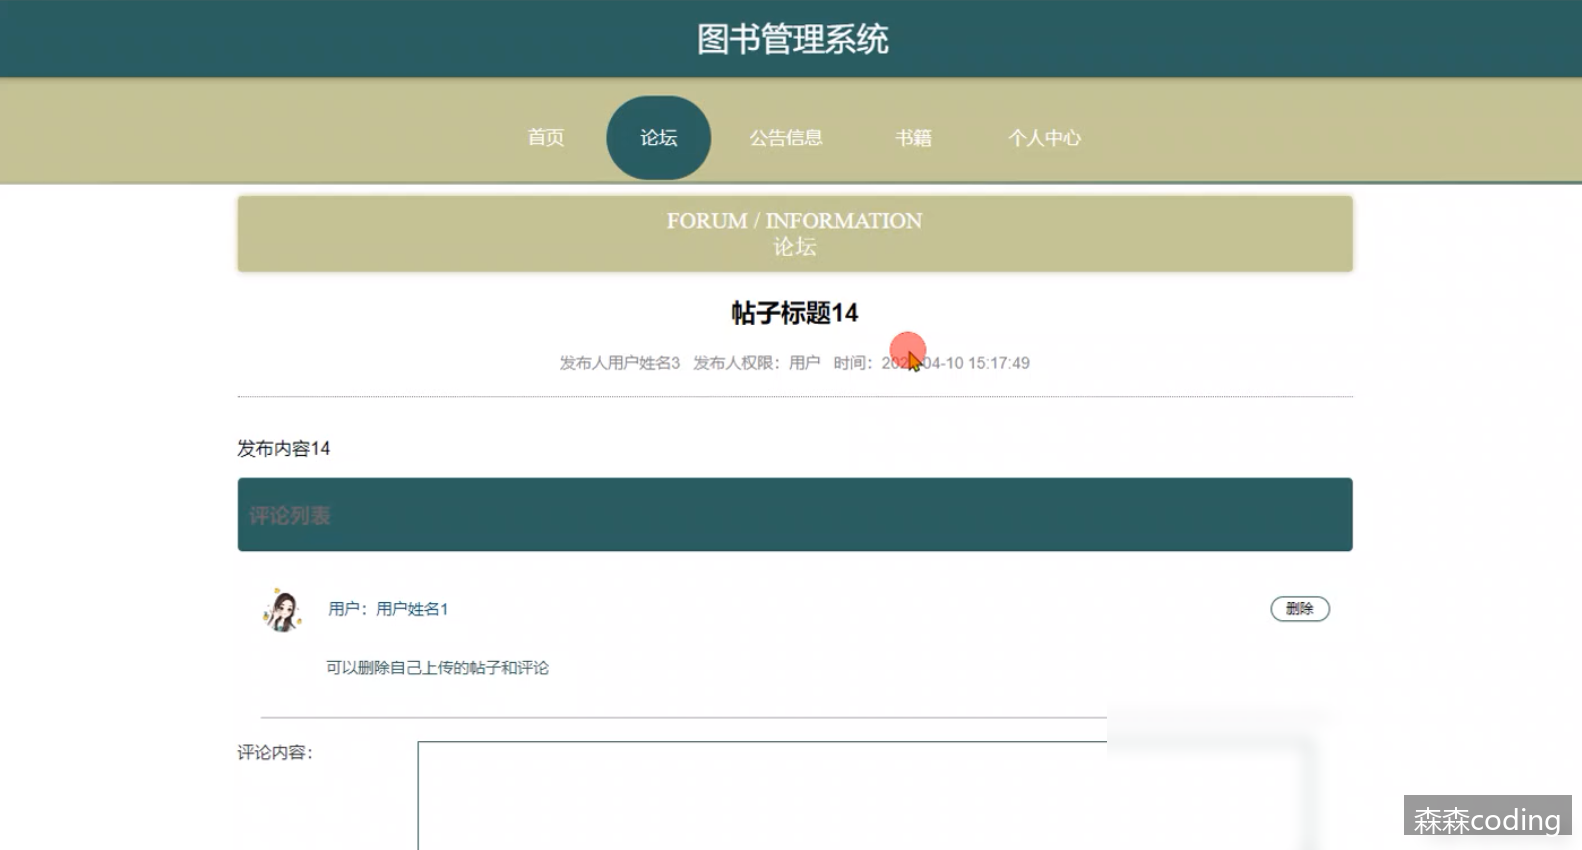 图书管理系统
首页 论坛 公告信息 书籍 个人中心
FORUM / INFORMATION
论坛
帖子标题14
发布人用户姓名3 发布人权限：用户 时间：04-10 15:17:49
发布内容14
评论列表
用户：用户姓名1 删除
可以删除自己上传的帖子和评论
评论内容：
森森coding